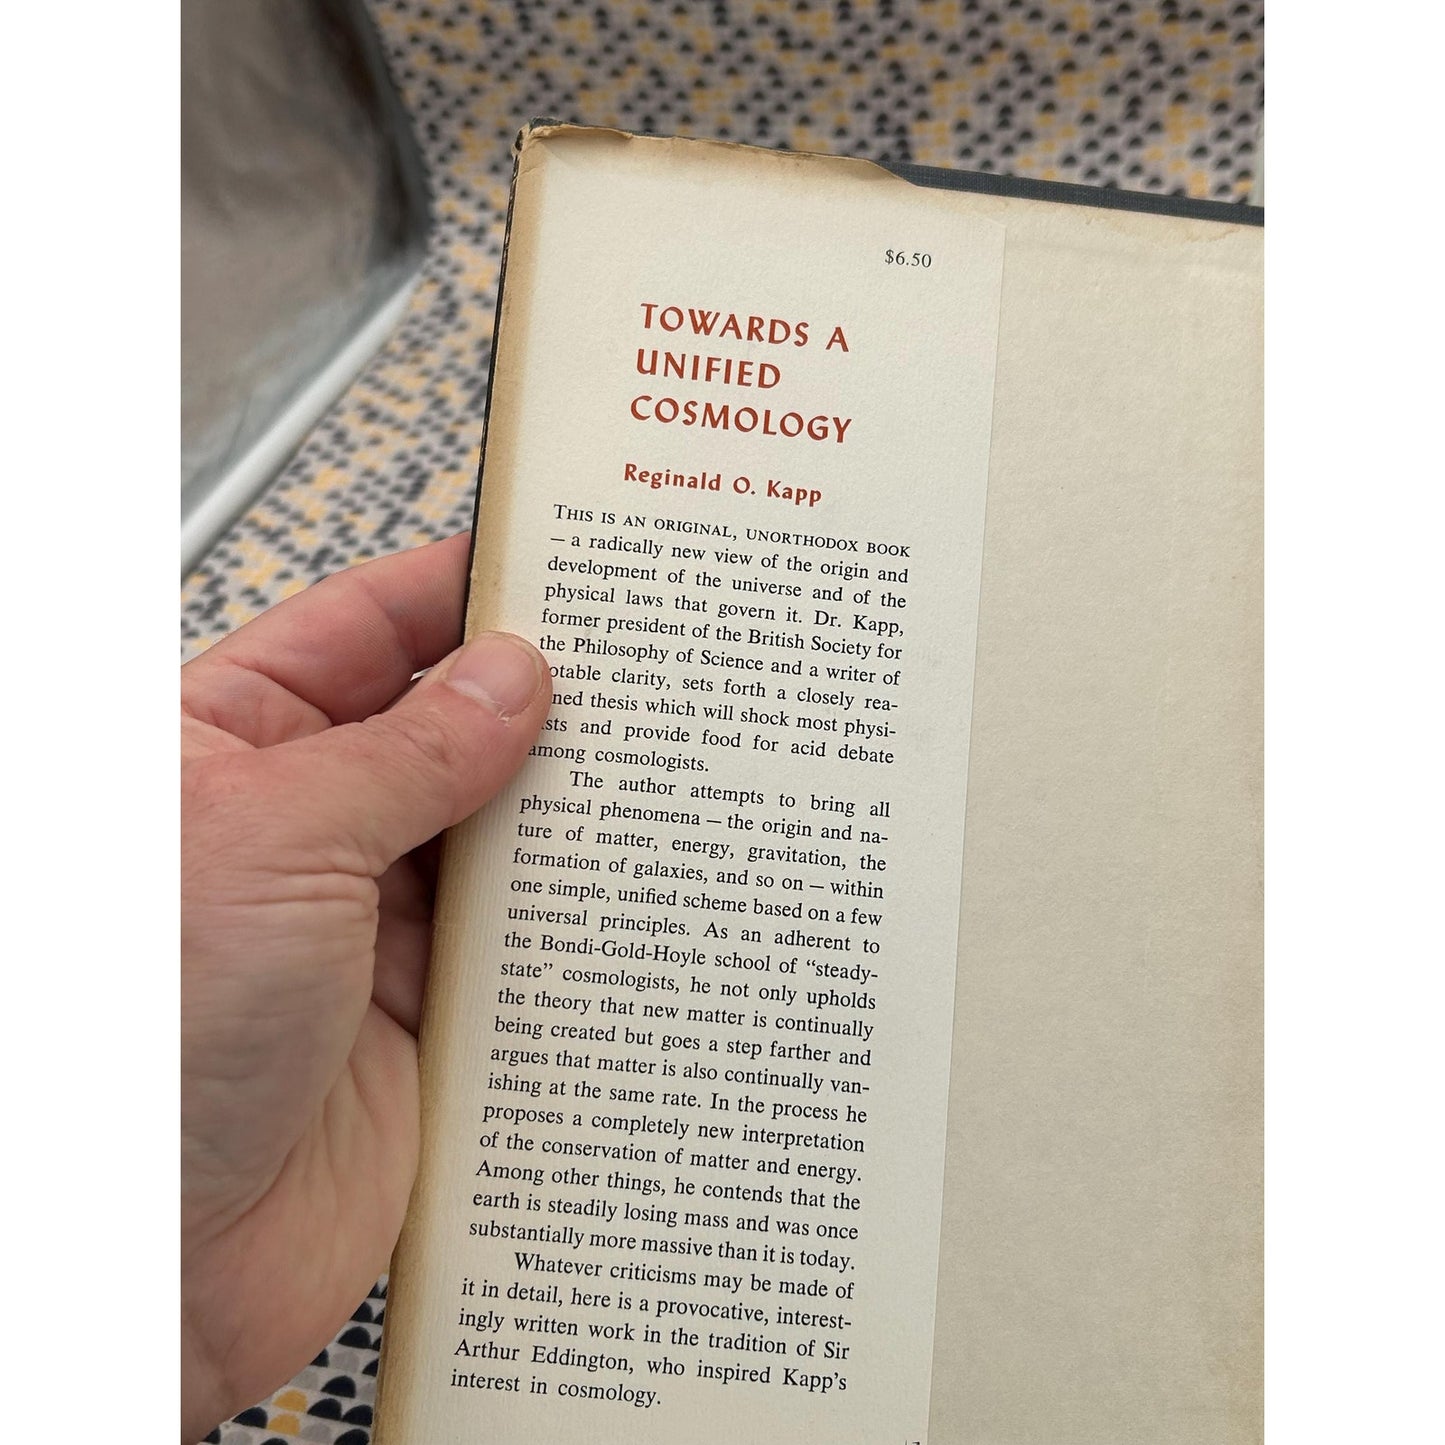 $6.50
TOWARDS A
UNIFIED
COSMOLOGY
Reginald O. Kapp
THIS IS AN ORIGINAL, UNORTHODOX BOOK
— a radically new view of the origin and
development of the universe and of the
physical laws that govern it. Dr. Kapp,
former president of the British Society for
the Philosophy of Science and a writer of
otable clarity, sets forth a closely rea-
ned thesis which will shock most physi-
sts and provide food for acid debate
among cosmologists.
The author attempts to bring all
physical phenomena — the origin and na-
ture of matter, energy, gravitation, the
formation of galaxies, and so on — within
one simple, unified scheme based on a few
universal principles. As an adherent to
the Bondi-Gold-Hoyle school of “steady-
state” cosmologists, he not only upholds
the theory that new matter is continually
being created but goes a step farther and
argues that matter is also continually van-
ishing at the same rate. In the process he
proposes a completely new interpretation
of the conservation of matter and energy.
Among other things, he contends that the
earth is steadily losing mass and was once
substantially more massive than it is today.
Whatever criticisms may be made of
it in detail, here is a provocative, interest-
ingly written work in the tradition of Sir
Arthur Eddington, who inspired Kapp’s
interest in cosmology.